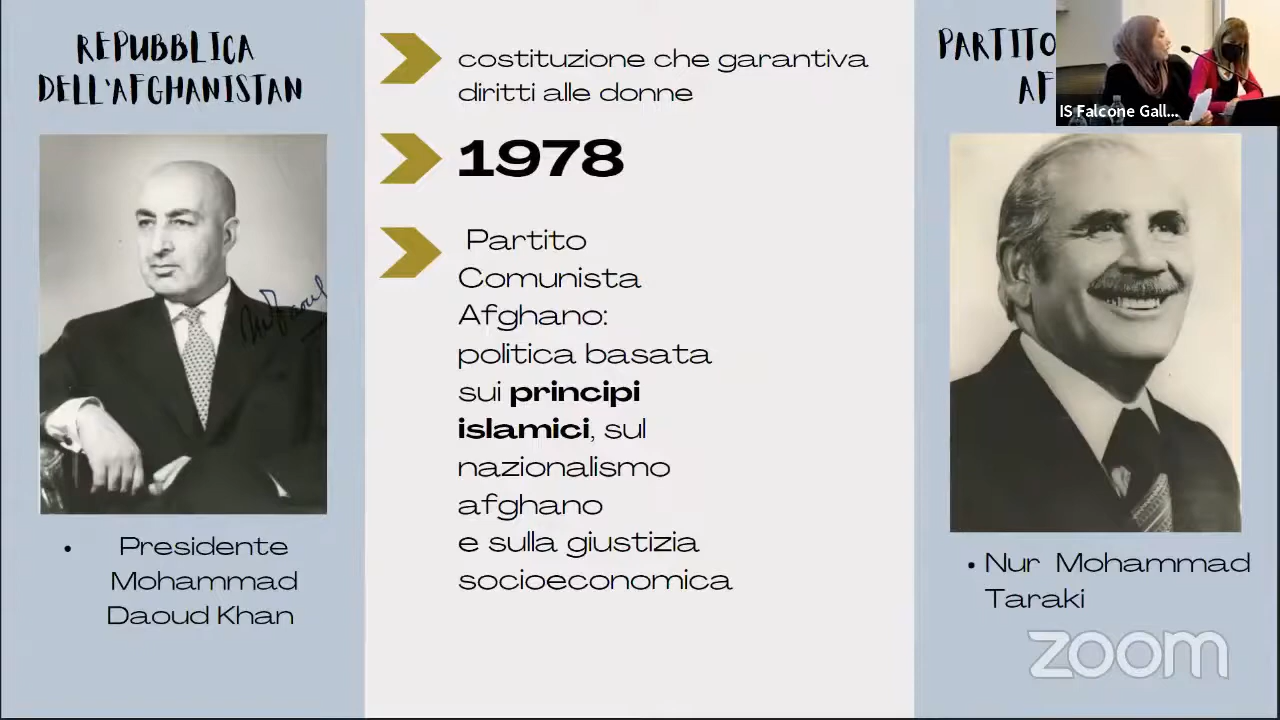 REPUBBLICA
DELL'AFGHANISTAN
• Presidente
Mohammad
Daoud Khan
costituzione che garantiva
diritti alle donne
1978
Partito
Comunista
Afghano:
politica basata
sui principi
islamici, sul
nazionalismo
afghano
e sulla giustizia
socioeconomica
PARTITO
AF
IS Falcone Gall...
• Nur Mohammad
Taraki
zoom